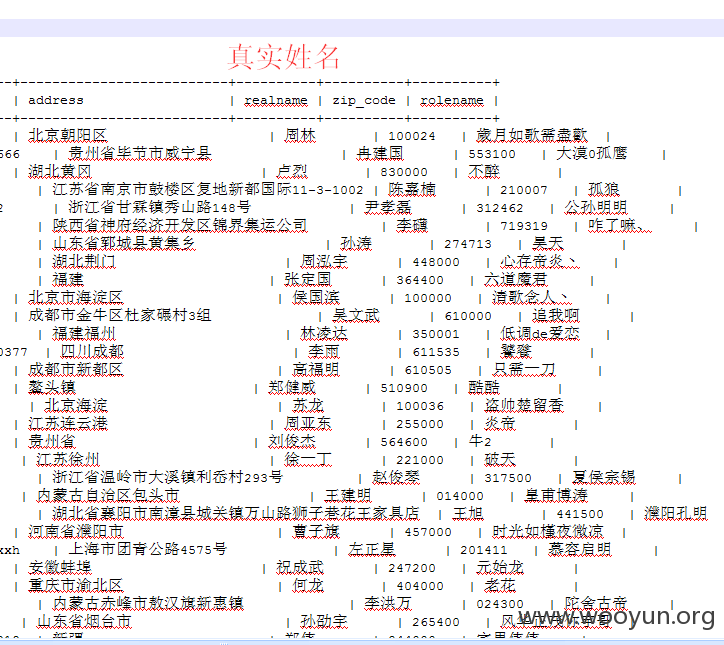 真实姓名
| address | realname | zip_code | rolename |
| 北京朝阳区 | 周林 | 100024 | 歲月如歌需盡歡 |
566 | 贵州省毕节市威宁县 | 冉建国 | 553100 | 大漠0孤鹰 |
| 湖北黄冈 | 卢烈 | 830000 | 不醉 |
| 江苏省南京市鼓楼区复地新都国际11-3-1002 | 陈嘉楠 | 210007 | 孤狼 |
2 | 浙江省甘霖镇秀山路148号 | 尹孝磊 | 312462 | 公孙明明 |
| 陕西省神府经济开发区锦界集运公司 | 李礴 | 719319 | 咋了嘛、 |
| 山东省鄄城县黄集乡 | 孙涛 | 274713 | 昊天 |
| 湖北荆门 | 周泓宇 | 448000 | 心存帝炎丶 |
| 福建 | 张定国 | 364400 | 六道魔君 |
| 北京市海淀区 | 侯国滨 | 100000 | 清歌念人丶 |
| 成都市金牛区杜家碾村3组 | 吴文武 | 610000 | 追我啊 |
| 福建福州 | 林凌达 | 350001 | 低调de爱恋 |
0377 | 四川成都 | 李雨 | 611535 | 饕餮 |
| 成都市新都区 | 高福明 | 610505 | 只需一刀 |
| 鳌头镇 | 郑健威 | 510900 | 酷酷 |
| 北京海淀 | 苏龙 | 100036 | 盗帅楚留香 |
| 江苏连云港 | 周亚东 | 255000 | 炎帝 |
| 贵州省 | 刘俊杰 | 564600 | 牛2 |
| 江苏徐州 | 徐一丁 | 221000 | 破天 |
| 浙江省温岭市大溪镇利岙村293号 | 赵俊琴 | 317500 | 夏侯宗锡 |
| 内蒙古自治区包头市 | 王建明 | 014000 | 皇甫博涛 |
| 湖北省襄阳市南漳县城关镇万山路狮子巷花王家具店 | 王旭 | 441500 | 濮阳孔明
| 河南省濮阳市 | 曹子旗 | 457000 | 时光如槿夜微凉 |
xxh | 上海市团青公路4575号 | 左正星 | 201411 | 慕容启明 |
| 安徽蚌埠 | 祝成武 | 247200 | 元始龙 |
| 重庆市渝北区 | 何龙 | 404000 | 老花 |
| 内蒙古赤峰市敖汉旗新惠镇 | 李洪万 | 024300 | 陀舍古帝
| 山东省烟台市 | 孙劭宇 | 265400 |
www.wooyun.org